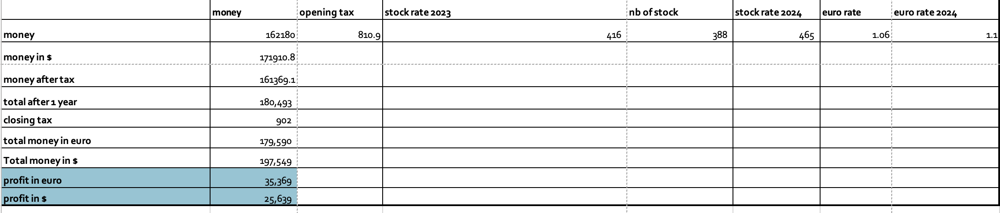 money opening tax stock rate 2023 nb of stock stock rate 2024 euro rate euro rate 2024
money 162180 810.9 416 388 465 1.06 1.1
money in $ 171910.8
money after tax 161369.1
total after 1 year 180,493
closing tax 902
total money in euro 179,590
Total money in $ 197,549
profit in euro 35,369
profit in $ 25,639